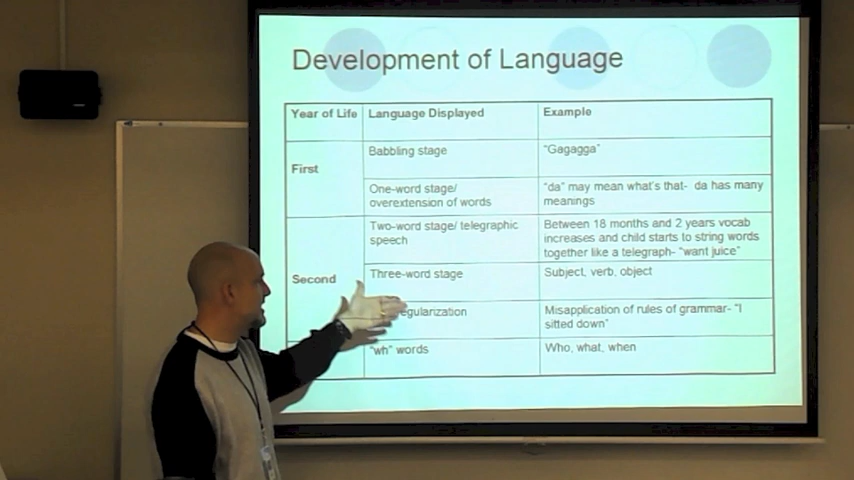 Development of Language
Year of Life Language Displayed Example
First
Babbling stage
"Gagagga"
One-word stage/
overextension of words
"da" may mean what's that- da has many
meanings
Second
Two-word stage/ telegraphic
speech
Between 18 months and 2 years vocab
increases and child starts to string words
together like a telegraph- "want juice"
Three-word stage
Subject, verb, object
egularization
Misapplication of rules of grammar- "I
sitted down"
"wh" words
Who, what, when